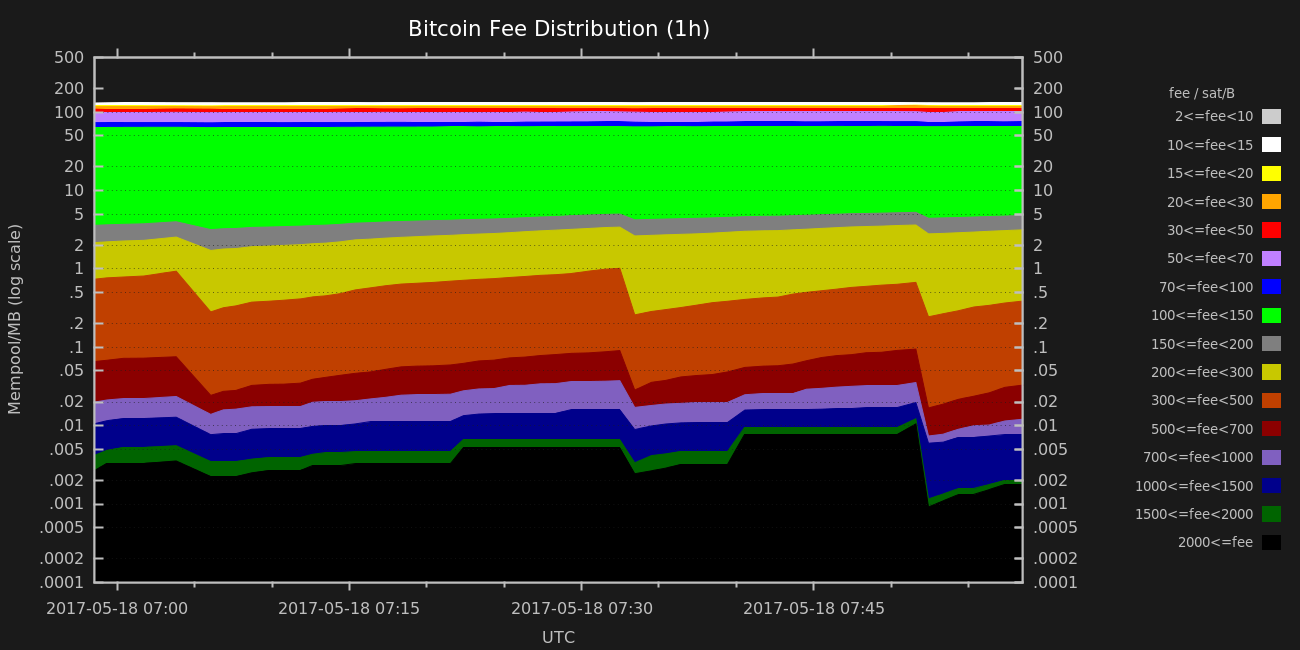 Bitcoin Fee Distribution (1h)
Mempool/MB (log scale)
500
200
100
50
20
10
5
2
1
.5
.2
.1
.05
.02
.01
.005
.002
.001
.0005
.0002
.0001
500
200
100
50
20
10
5
2
1
.5
.2
.1
.05
.02
.01
.005
.002
.001
.0005
.0002
.0001
2017-05-18 07:00
2017-05-18 07:15
2017-05-18 07:30
2017-05-18 07:45
UTC
fee / sat/B
2<=fee<10
10<=fee<15
15<=fee<20
20<=fee<30
30<=fee<50
50<=fee<70
70<=fee<100
100<=fee<150
150<=fee<200
200<=fee<300
300<=fee<500
500<=fee<700
700<=fee<1000
1000<=fee<1500
1500<=fee<2000
2000<=fee